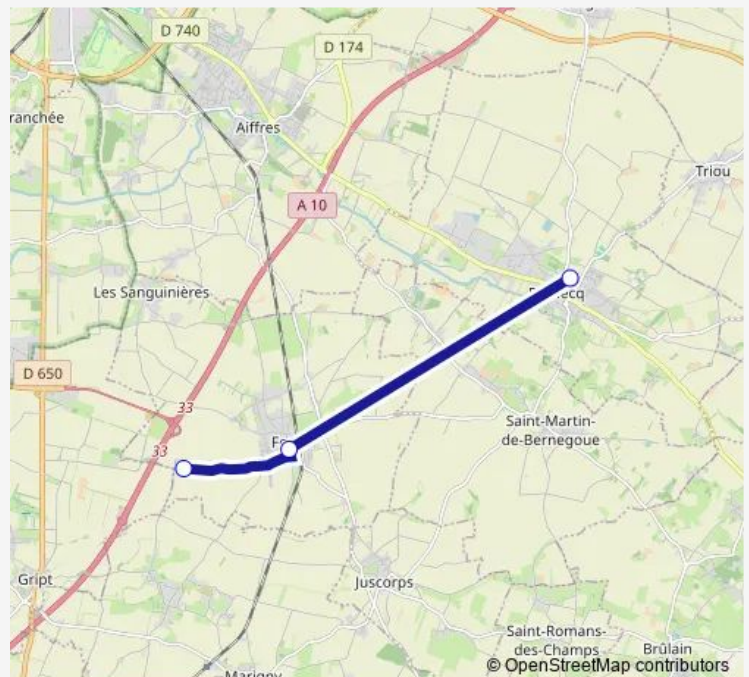 D 740
D 174
Aiffres
Triou
A 10
Les Sanguinières
D 650
33
33
Saint-Martin-
de-Bernegoue
Gript
Juscorps
Saint-Romans-
des-Champs
Brûlain
© OpenStreetMap contributors